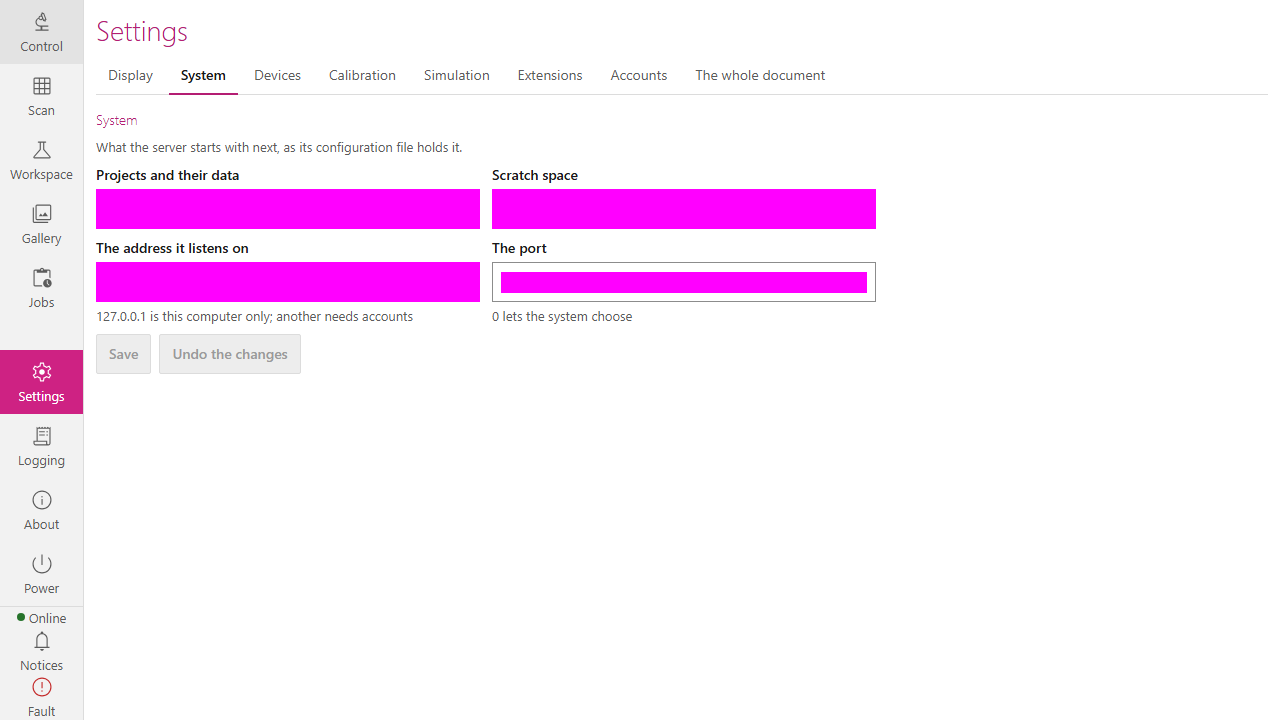 Control
Scan
Workspace
Gallery
Jobs
Settings
Logging
About
Power
Online
Notices
Fault
Settings
Display System Devices Calibration Simulation Extensions Accounts The whole document
System
What the server starts with next, as its configuration file holds it.
Projects and their data
Scratch space
The address it listens on
The port
127.0.0.1 is this computer only; another needs accounts
0 lets the system choose
Save Undo the changes